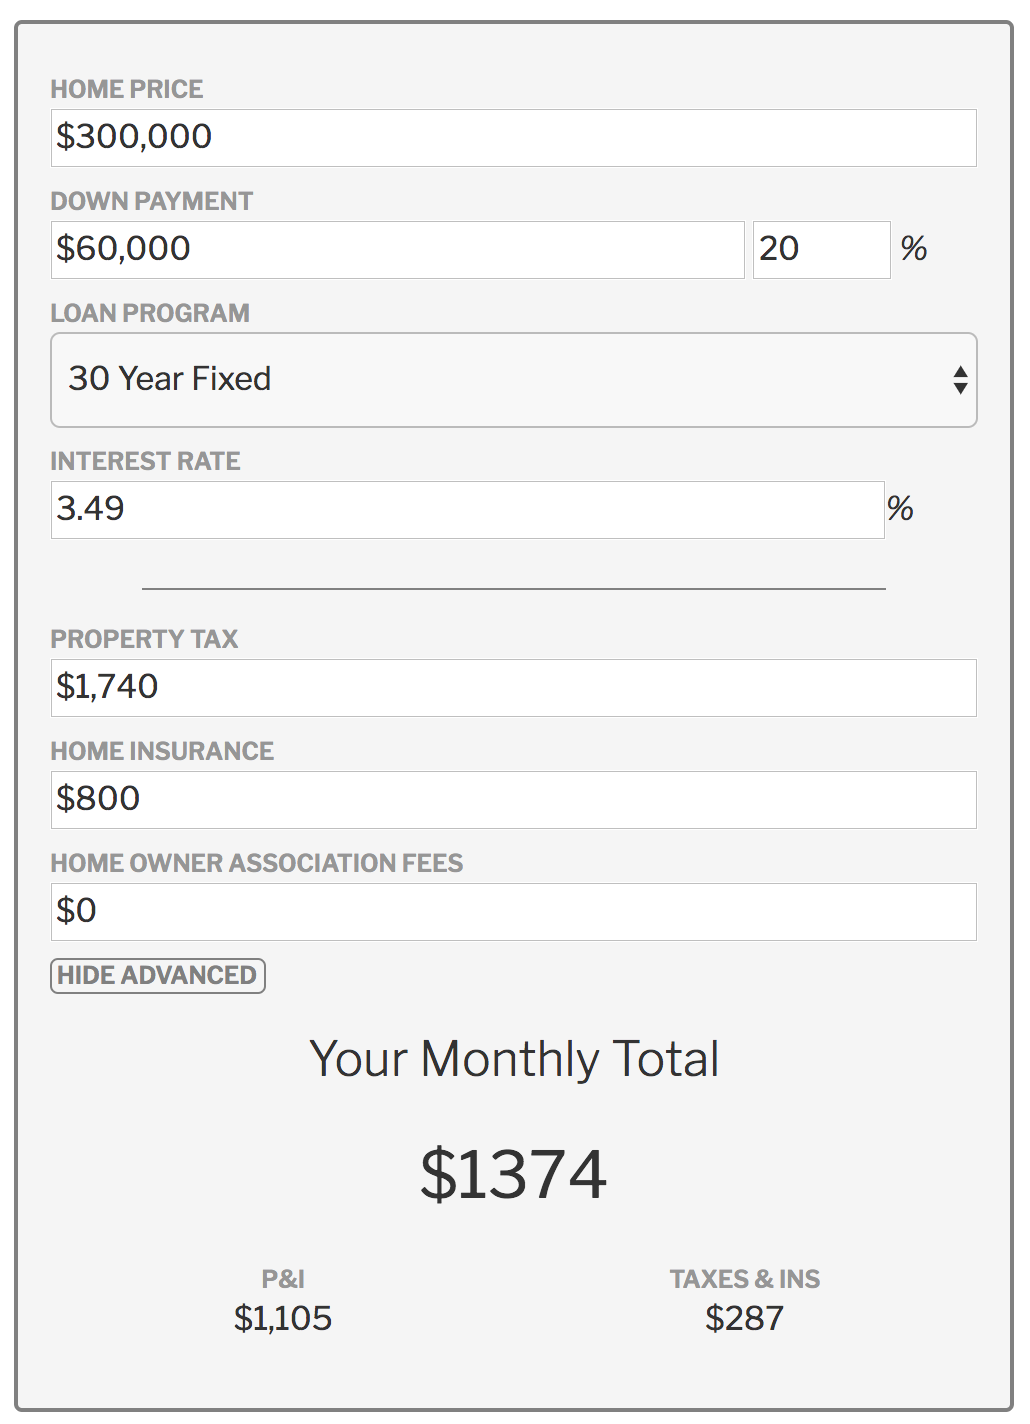 HOME PRICE
$300,000
DOWN PAYMENT
$60,000 20 %
LOAN PROGRAM
30 Year Fixed
INTEREST RATE
3.49 %
PROPERTY TAX
$1,740
HOME INSURANCE
$800
HOME OWNER ASSOCIATION FEES
$0
HIDE ADVANCED
Your Monthly Total
$1374
P&I TAXES & INS
$1,105 $287